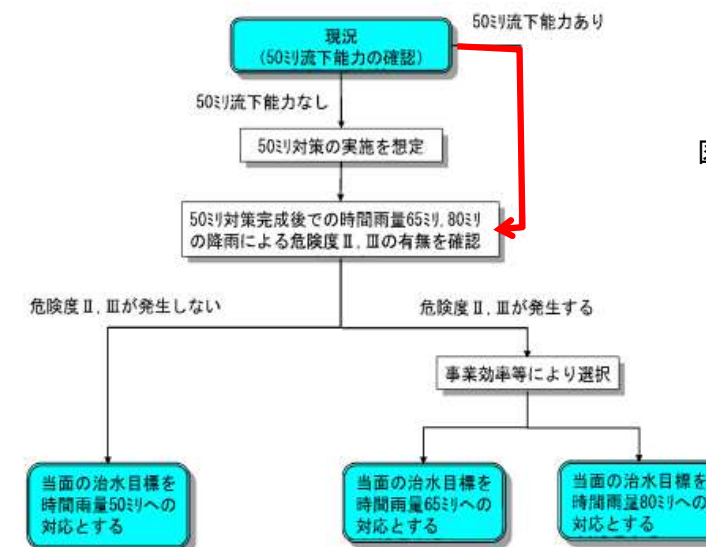 50ミリ流下能力あり
現況
(50ミリ流下能力の確認)
50ミリ流下能力なし
50ミリ対策の実施を想定
50ミリ対策完成後での時間雨量65ミリ,80ミリ
の降雨による危険度Ⅱ,Ⅲの有無を確認
危険度Ⅱ,Ⅲが発生しない
危険度Ⅱ,Ⅲが発生する
事業効率等により選択
当面の治水目標を
時間雨量50ミリへの
対応とする
当面の治水目標を
時間雨量65ミリへの
対応とする
当面の治水目標を
時間雨量80ミリへの
対応とする